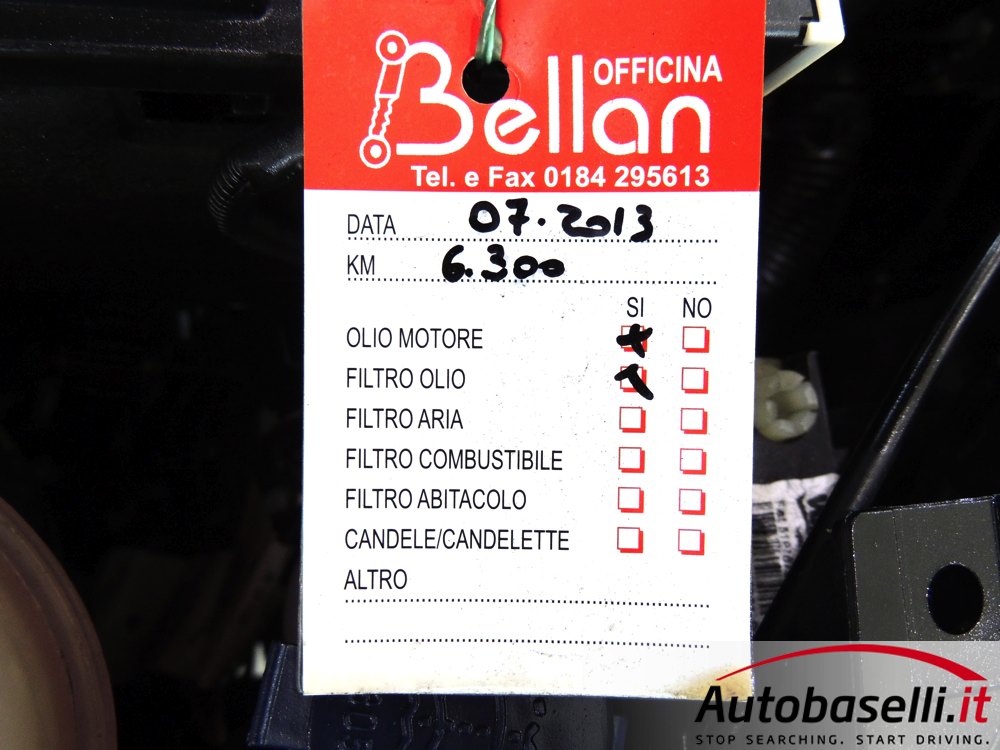 OFFICINA
Bellan
Tel. e Fax 0184 295613
DATA 07.2013
KM 6.300
SI NO
OLIO MOTORE
FILTRO OLIO
FILTRO ARIA
FILTRO COMBUSTIBILE
FILTRO ABITACOLO
CANDELE/CANDELETTE
ALTRO
Autobaselli.it
STOP SEARCHING. START DRIVING.